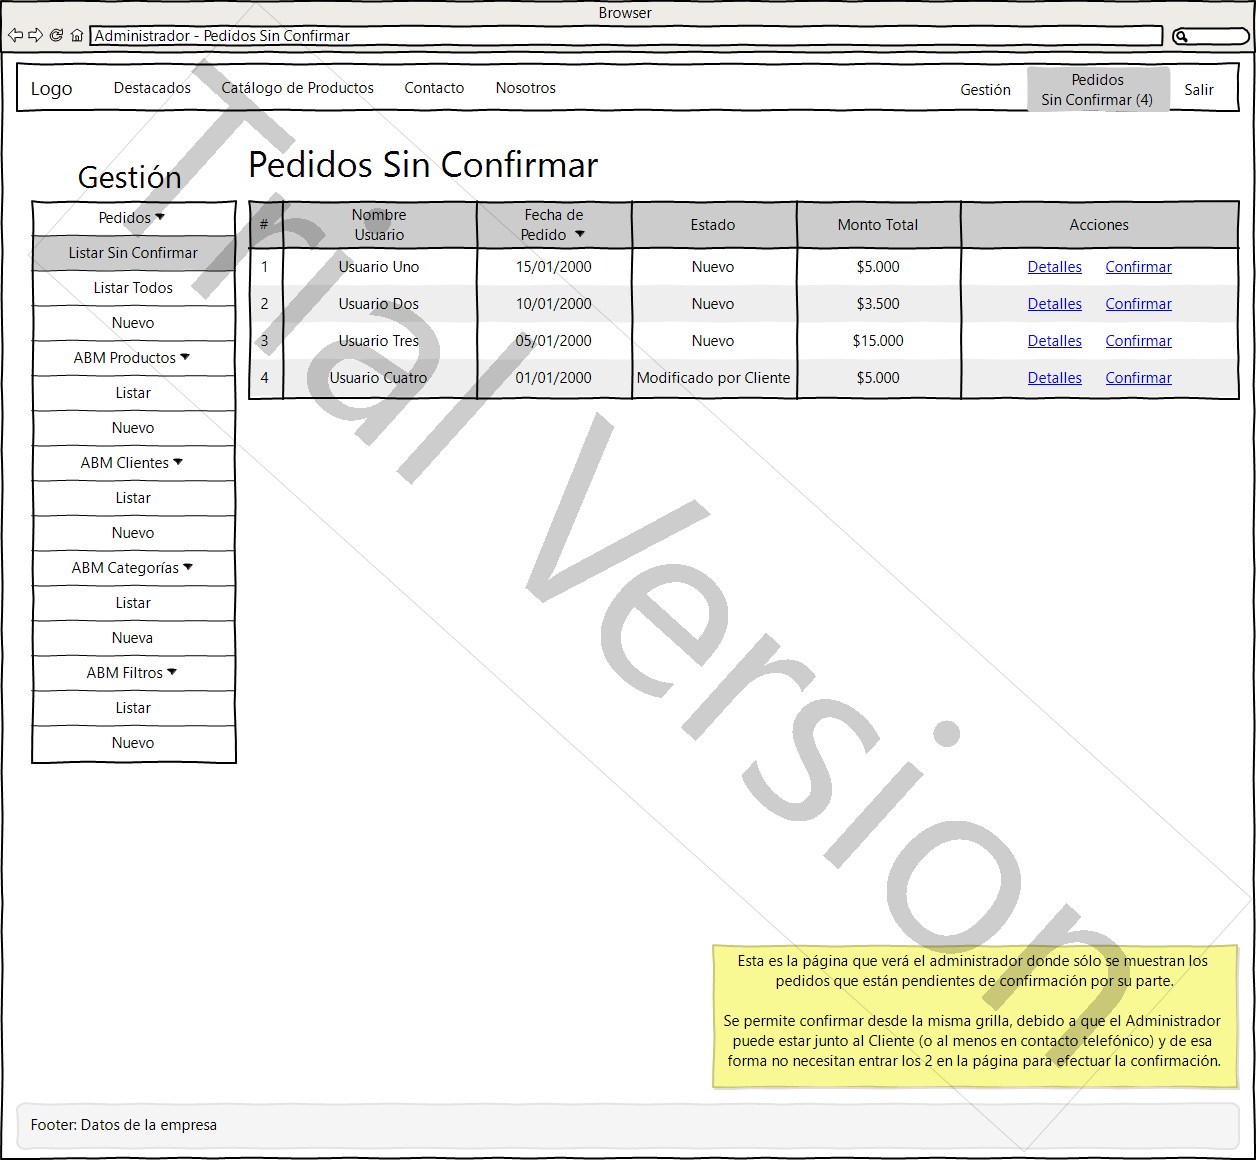 Browser
Administrador - Pedidos Sin Confirmar
Logo Destacados Catálogo de Productos Contacto Nosotros Gestión Pedidos Sin Confirmar (4) Salir
Gestión
Pedidos
Listar Sin Confirmar
Listar Todos
Nuevo
ABM Productos
Listar
Nuevo
ABM Clientes
Listar
Nuevo
ABM Categorías
Listar
Nueva
ABM Filtros
Listar
Nuevo
Pedidos Sin Confirmar
# Nombre Usuario Fecha de Pedido Estado Monto Total Acciones
1 Usuario Uno 15/01/2000 Nuevo $5.000 Detalles Confirmar
2 Usuario Dos 10/01/2000 Nuevo $3.500 Detalles Confirmar
3 Usuario Tres 05/01/2000 Nuevo $15.000 Detalles Confirmar
4 Usuario Cuatro 01/01/2000 Modificado por Cliente $5.000 Detalles Confirmar
Trial Version
Esta es la página que verá el administrador donde sólo se muestran los
pedidos que están pendientes de confirmación por su parte.
Se permite confirmar desde la misma grilla, debido a que el Administrador
puede estar junto al Cliente (o al menos en contacto telefónico) y de esa
forma no necesitan entrar los 2 en la página para efectuar la confirmación.
Footer: Datos de la empresa